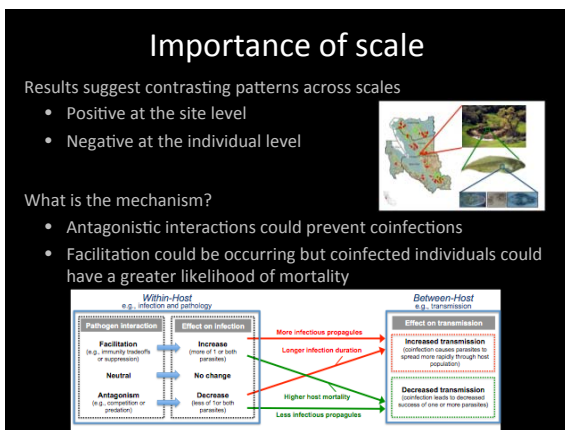 Importance of scale
Results suggest contrasting patterns across scales
• Positive at the site level
• Negative at the individual level
What is the mechanism?
• Antagonistic interactions could prevent coinfections
• Facilitation could be occurring but coinfected individuals could
have a greater likelihood of mortality
Within-Host
e.g., infection and pathology
Pathogen interaction
Facilitation
(e.g., immunity tradeoffs
or suppression)
Neutral
Antagonism
(e.g., competition or
predation)
Effect on infection
Increase
(more of 1 or both
parasites)
No change
Decrease
(less of 1or both
parasites)
More infectious propagules
Longer infection duration
Higher host mortality
Less infectious propagules
Between-Host
e.g., transmission
Effect on transmission
Increased transmission
(coinfection causes parasites to
spread more rapidly through host
population)
Decreased transmission
(coinfection leads to decreased
success of one or more parasites)